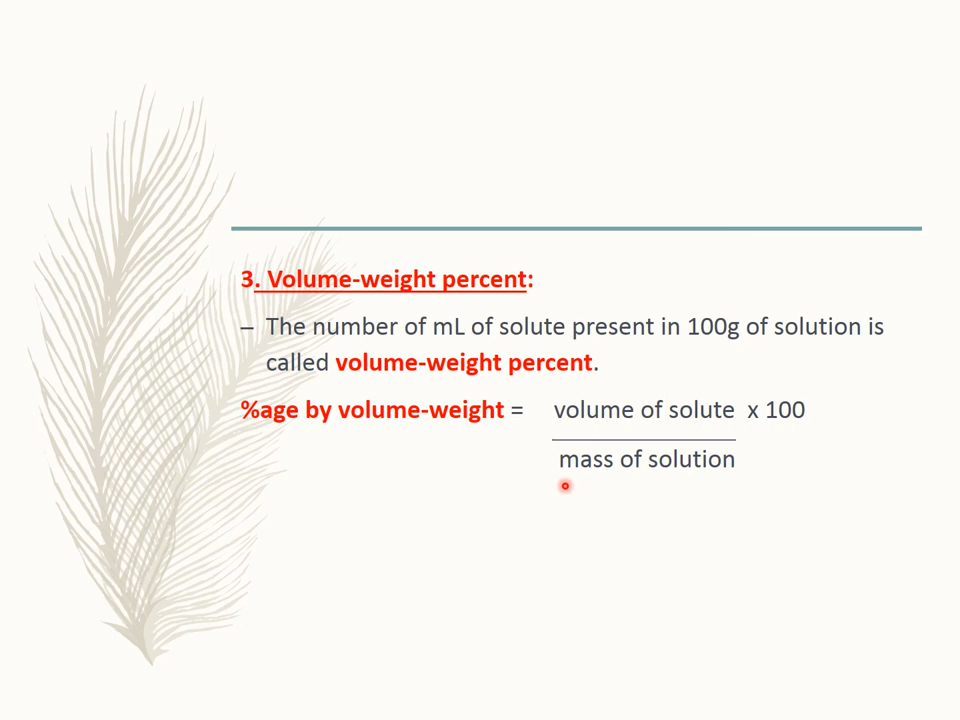 3. Volume-weight percent:
– The number of mL of solute present in 100g of solution is
called volume-weight percent.
%age by volume-weight = volume of solute x 100
mass of solution